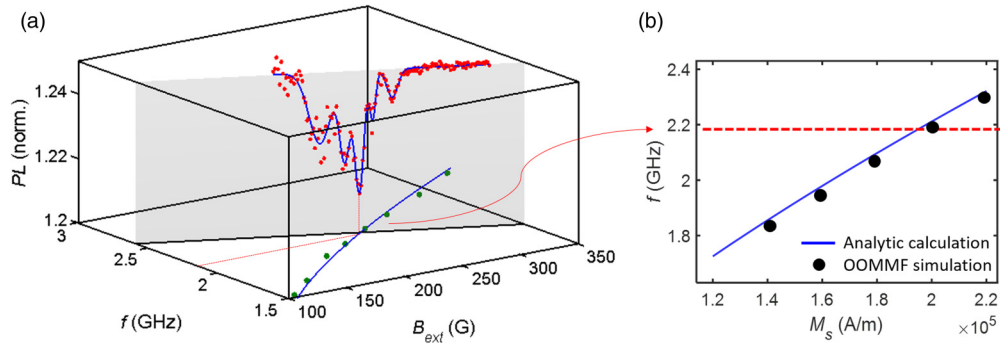 (a)
1.24
1.22
1.2
PL (norm.)
3
2.5
2
1.5
f (GHz)
100
150
200
250
300
350
B_ext (G)
(b)
2.4
2.2
2
1.8
f (GHz)
Analytic calculation
OOMMF simulation
1.2 1.4 1.6 1.8 2 2.2
M_s (A/m)
×10^5